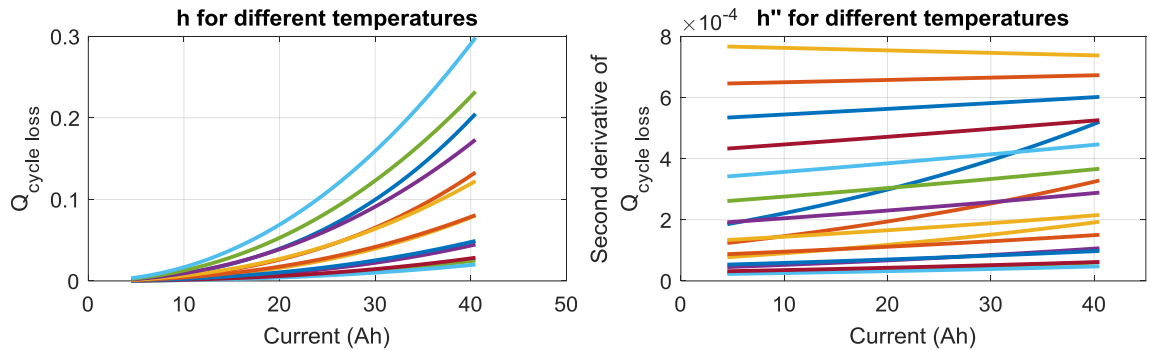 h for different temperatures
0.3
0.2
0.1
0
Q_cycle loss
0 10 20 30 40 50
Current (Ah)
×10^-4
h" for different temperatures
8
6
4
2
0
Second derivative of
Q_cycle loss
0 10 20 30 40
Current (Ah)